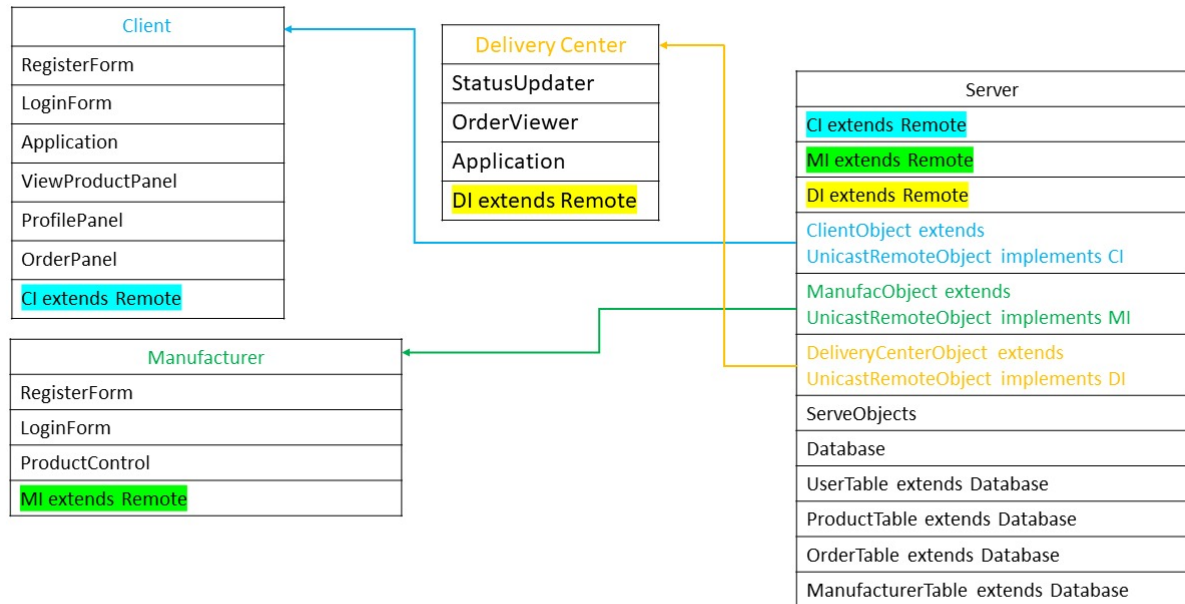 Client
RegisterForm
LoginForm
Application
ViewProductPanel
ProfilePanel
OrderPanel
CI extends Remote
Delivery Center
StatusUpdater
OrderViewer
Application
DI extends Remote
Manufacturer
RegisterForm
LoginForm
ProductControl
MI extends Remote
Server
CI extends Remote
MI extends Remote
DI extends Remote
ClientObject extends
UnicastRemoteObject implements CI
ManufacObject extends
UnicastRemoteObject implements MI
DeliveryCenterObject extends
UnicastRemoteObject implements DI
ServeObjects
Database
UserTable extends Database
ProductTable extends Database
OrderTable extends Database
ManufacturerTable extends Database